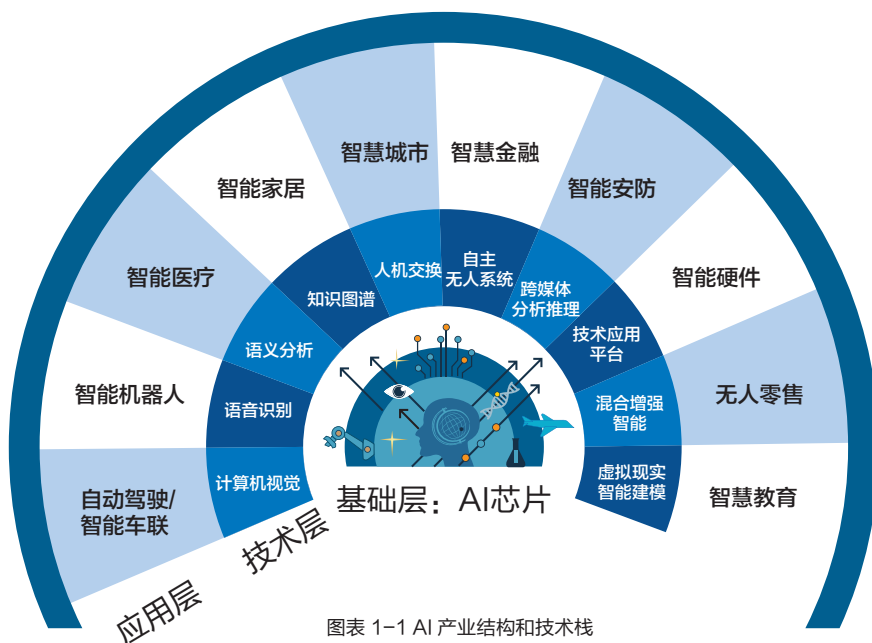 智慧城市
智慧金融
智能家居
智能安防
智能医疗
智能硬件
智能机器人
无人零售
自动驾驶/
智能车联
智慧教育
人机交换
自主
无人系统
知识图谱
跨媒体
分析推理
语义分析
技术应用
平台
语音识别
混合增强
智能
计算机视觉
虚拟现实
智能建模
基础层：AI芯片
技术层
应用层
图表 1-1 AI 产业结构和技术栈